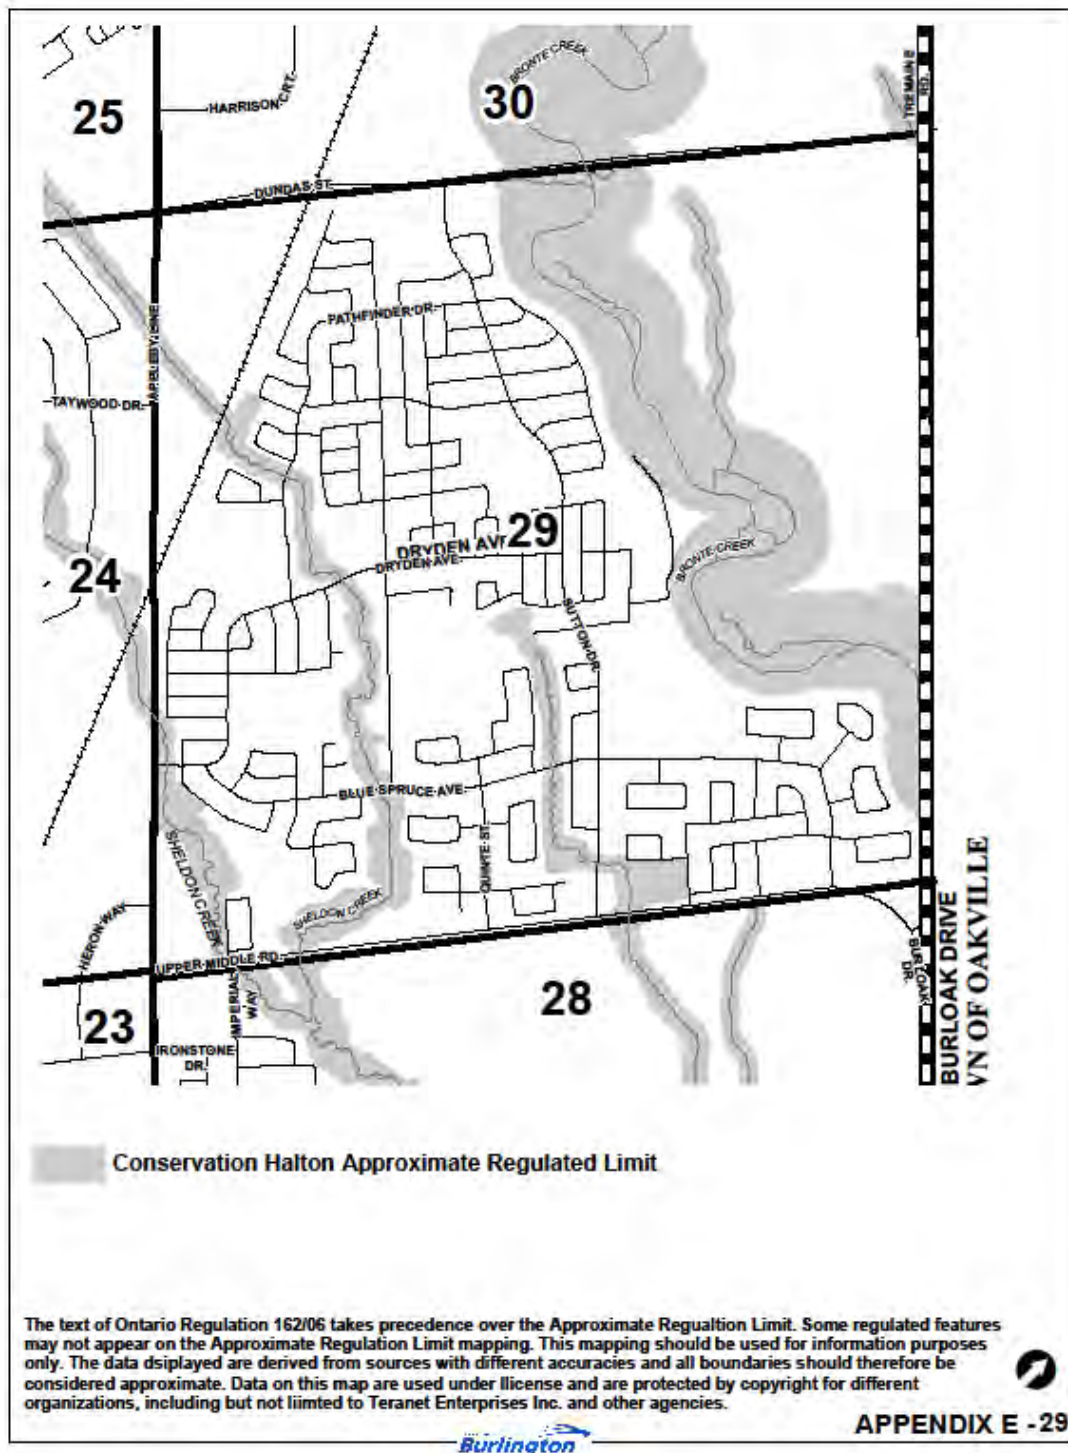 BRONTE CREEK
TREMAINE
RD.
25
HARRISON CRT.
30
DUNDAS ST.
APPLEBY LINE
PATHFINDER DR.
TAYWOOD DR.
29
DRYDEN AV
DRYDEN AVE.
BRONTE CREEK
24
SUTTON DR.
BLUE SPRUCE AVE.
SHELDON CREEK
QUINTE ST.
SHELDON CREEK
HERON WAY
UPPER MIDDLE RD.
BURLOAK
DR.
BURLOAK DRIVE
VN OF OAKVILLE
IMPERIAL
WAY
28
23
IRONSTONE
DR.
Conservation Halton Approximate Regulated Limit
The text of Ontario Regulation 162/06 takes precedence over the Approximate Regualtion Limit. Some regulated features
may not appear on the Approximate Regulation Limit mapping. This mapping should be used for information purposes
only. The data dsiplayed are derived from sources with different accuracies and all boundaries should therefore be
considered approximate. Data on this map are used under llicense and are protected by copyright for different
organizations, including but not liimted to Teranet Enterprises Inc. and other agencies.
APPENDIX E - 29
Burlington